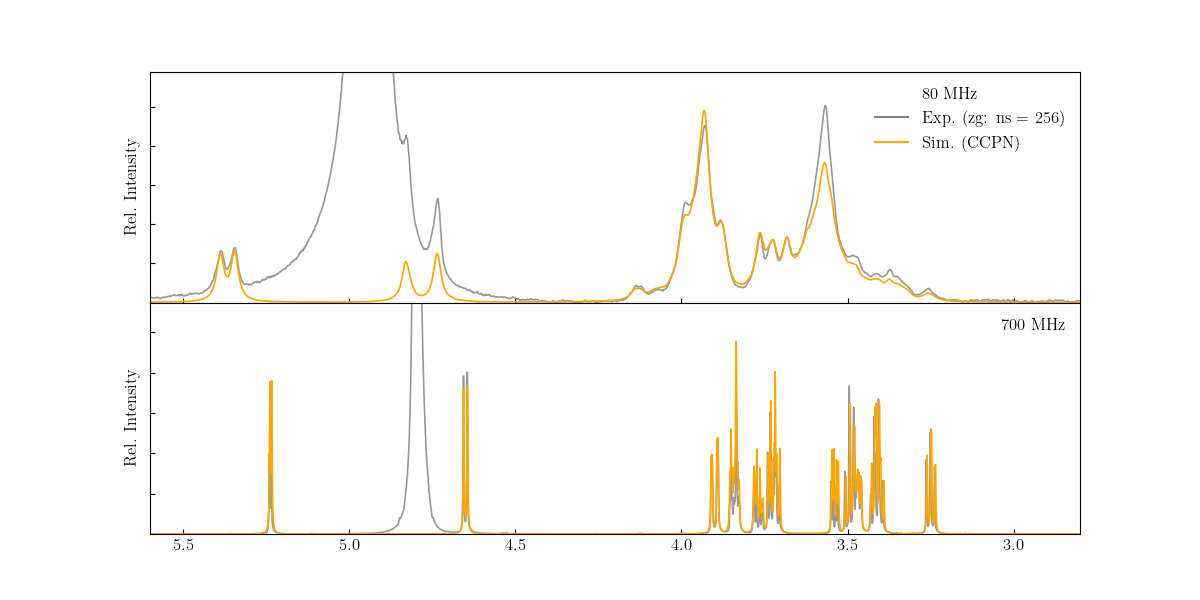 Rel. Intensity
80 MHz
Exp. (zg: ns = 256)
Sim. (CCPN)
Rel. Intensity
700 MHz
5.5 5.0 4.5 4.0 3.5 3.0